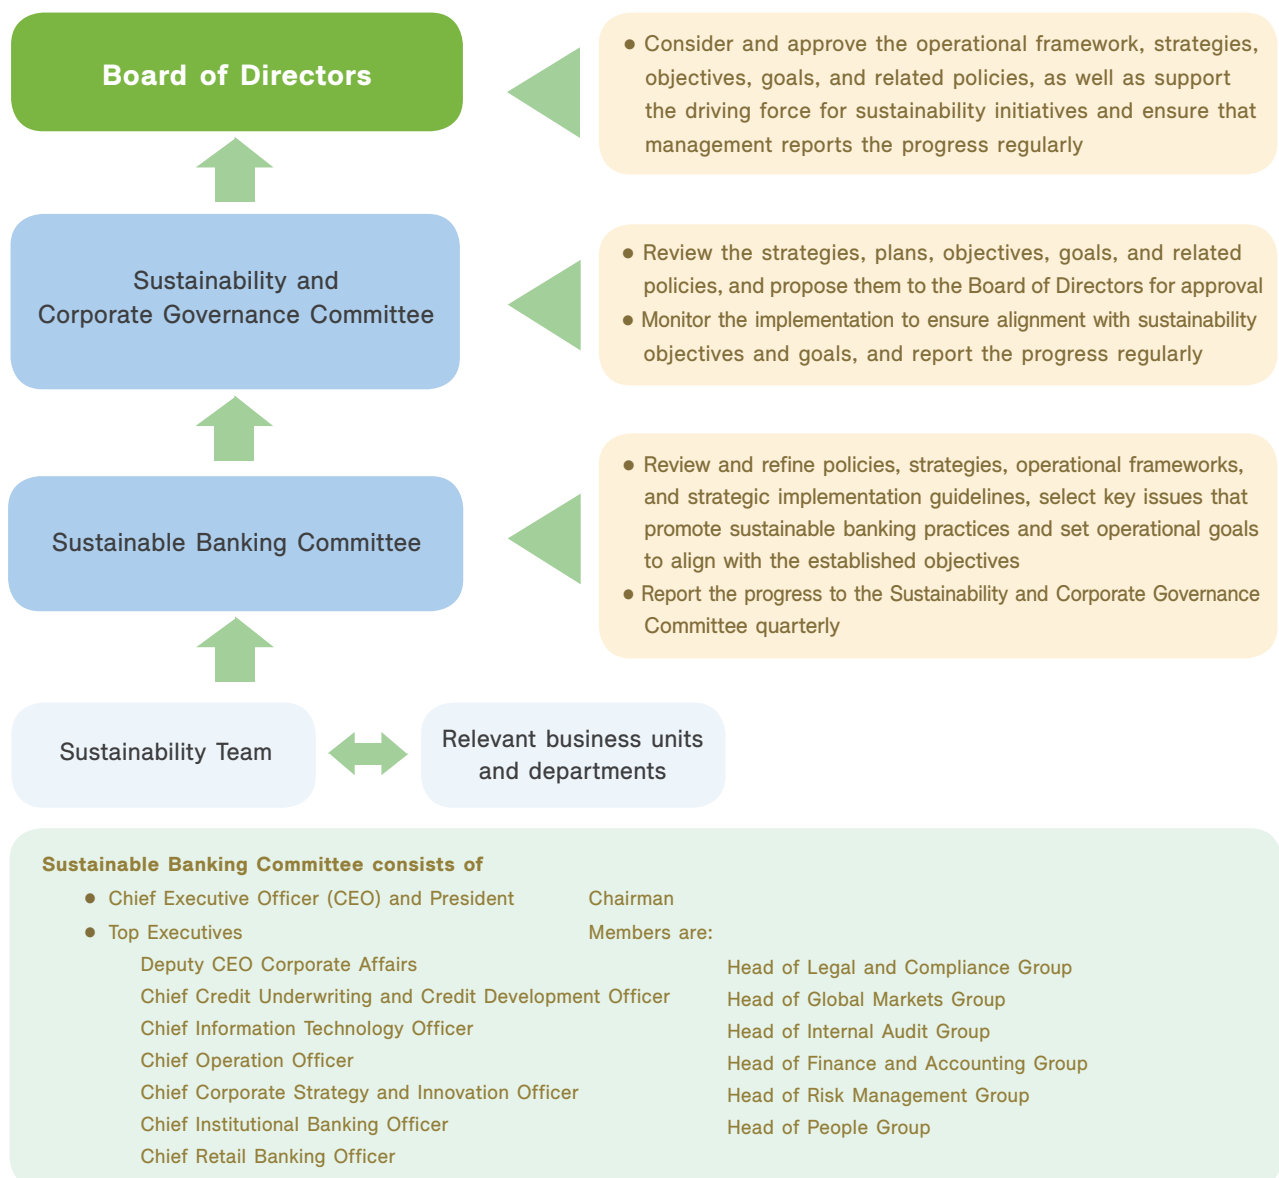 Board of Directors
● Consider and approve the operational framework, strategies,
objectives, goals, and related policies, as well as support
the driving force for sustainability initiatives and ensure that
management reports the progress regularly
Sustainability and
Corporate Governance Committee
● Review the strategies, plans, objectives, goals, and related
policies, and propose them to the Board of Directors for approval
● Monitor the implementation to ensure alignment with sustainability
objectives and goals, and report the progress regularly
Sustainable Banking Committee
● Review and refine policies, strategies, operational frameworks,
and strategic implementation guidelines, select key issues that
promote sustainable banking practices and set operational goals
to align with the established objectives
● Report the progress to the Sustainability and Corporate Governance
Committee quarterly
Sustainability Team
Relevant business units
and departments
Sustainable Banking Committee consists of
● Chief Executive Officer (CEO) and President Chairman
● Top Executives Members are:
Deputy CEO Corporate Affairs
Chief Credit Underwriting and Credit Development Officer
Chief Information Technology Officer
Chief Operation Officer
Chief Corporate Strategy and Innovation Officer
Chief Institutional Banking Officer
Chief Retail Banking Officer
Head of Legal and Compliance Group
Head of Global Markets Group
Head of Internal Audit Group
Head of Finance and Accounting Group
Head of Risk Management Group
Head of People Group